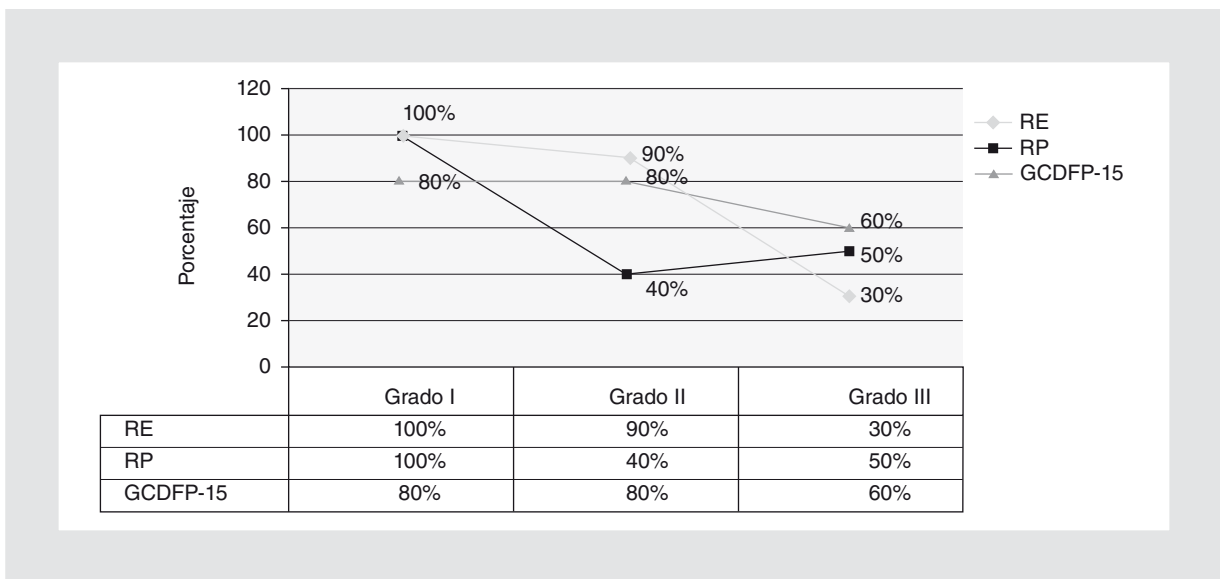 120
100
80
60
40
20
0
Porcentaje
100%
80%
90%
80%
40%
60%
50%
30%
RE
RP
GCDFP-15
Grado I Grado II Grado III
RE 100% 90% 30%
RP 100% 40% 50%
GCDFP-15 80% 80% 60%